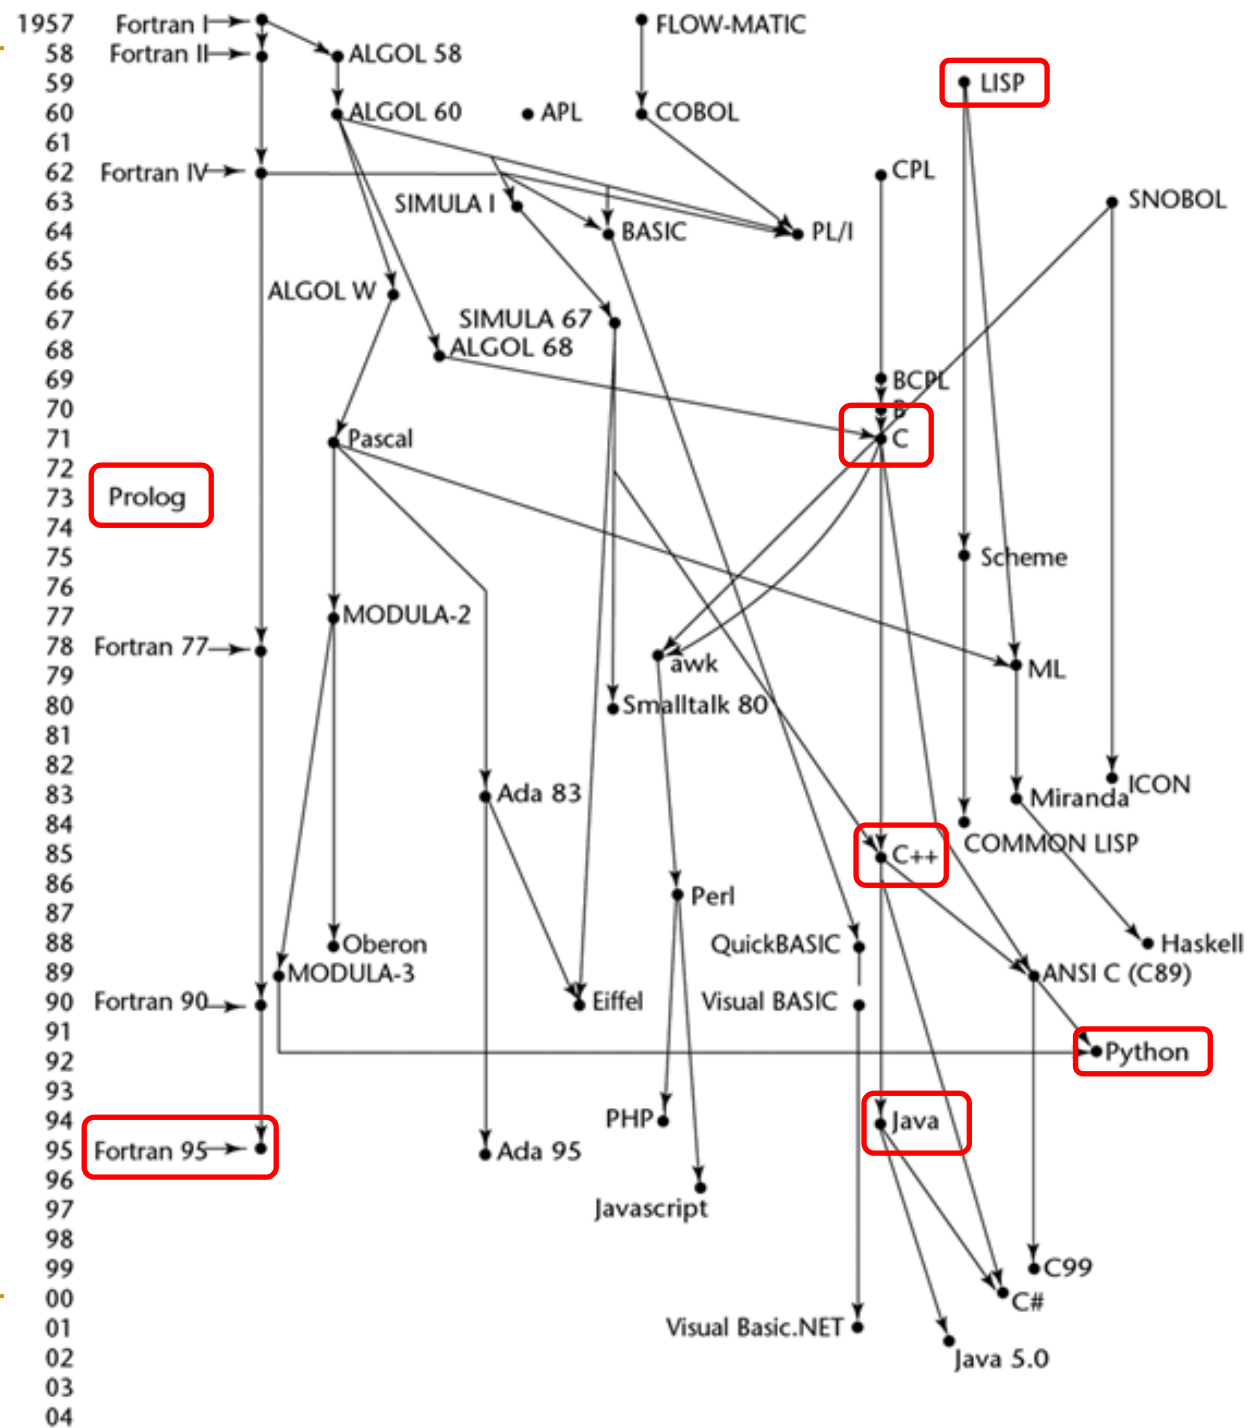 1957 Fortran I FLOW-MATIC
58 Fortran II ALGOL 58
59 LISP
60 ALGOL 60 APL COBOL
61
62 Fortran IV CPL
63 SIMULA I SNOBOL
64 BASIC PL/I
65
66 ALGOL W
67 SIMULA 67
68 ALGOL 68
69 BCPL
70 B
71 Pascal C
72
73 Prolog
74
75 Scheme
76
77 MODULA-2
78 Fortran 77 awk ML
79
80 Smalltalk 80
81
82
83 Ada 83 Miranda ICON
84 COMMON LISP
85 C++
86 Perl
87
88 Oberon QuickBASIC Haskell
89 MODULA-3 ANSI C (C89)
90 Fortran 90 Eiffel Visual BASIC
91
92 Python
93
94 PHP Java
95 Fortran 95 Ada 95
96
97 Javascript
98
99 C99
00 C#
01 Visual Basic.NET
02 Java 5.0
03
04